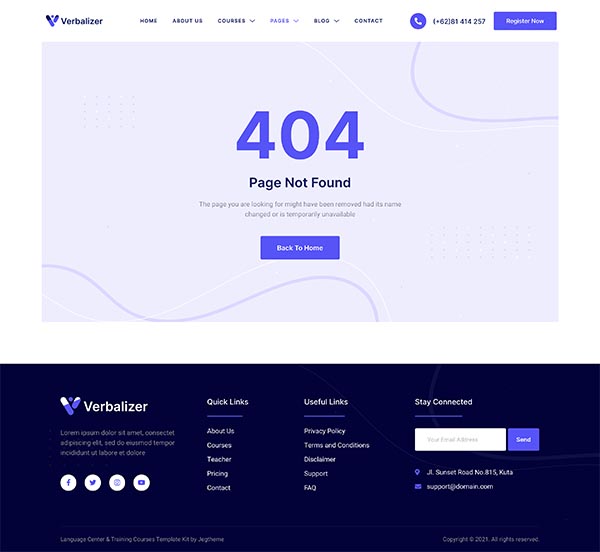 Verbalizer
HOME ABOUT US COURSES PAGES BLOG CONTACT
(+62)81 414 257
Register Now
404
Page Not Found
The page you are looking for might have been removed had its name
changed or is temporarily unavailable
Back To Home
Verbalizer
Lorem ipsum dolor sit amet, consectet
adipiscing elit, sed do eiusmod tempor
incididunt ut labore et dolore
Quick Links
About Us
Courses
Teacher
Pricing
Contact
Useful Links
Privacy Policy
Terms and Conditions
Disclaimer
Support
FAQ
Stay Connected
Your Email Address
Send
Jl. Sunset Road No.815, Kuta
support@domain.com
Language Center & Training Courses Template Kit by Jegtheme
Copyright © 2021. All rights reserved.